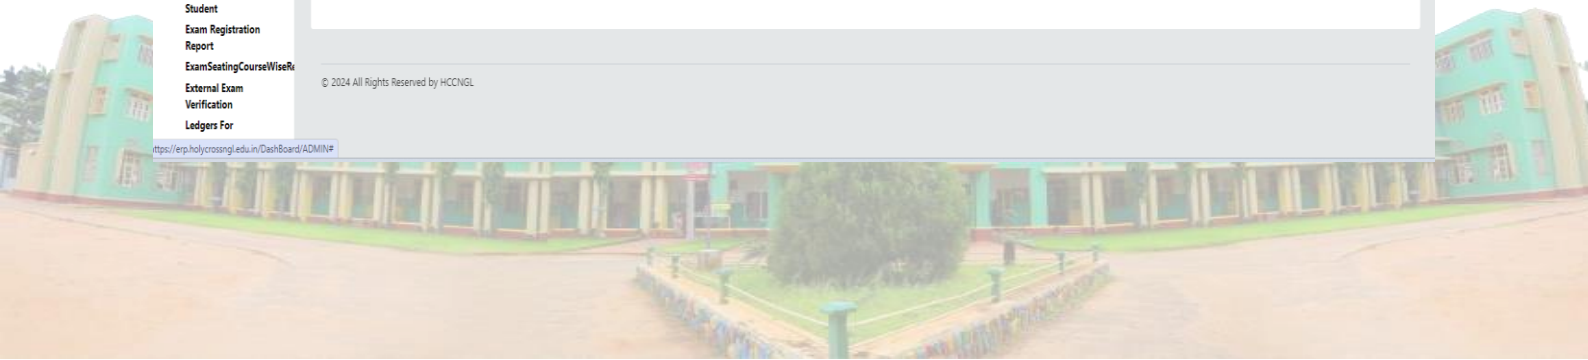 Student
Exam Registration
Report
ExamSeatingCourseWiseRe
External Exam
Verification
Ledgers For
© 2024 All Rights Reserved by HCCNGL
ttps://erp.holycrossngl.edu.in/DashBoard/ADMIN#